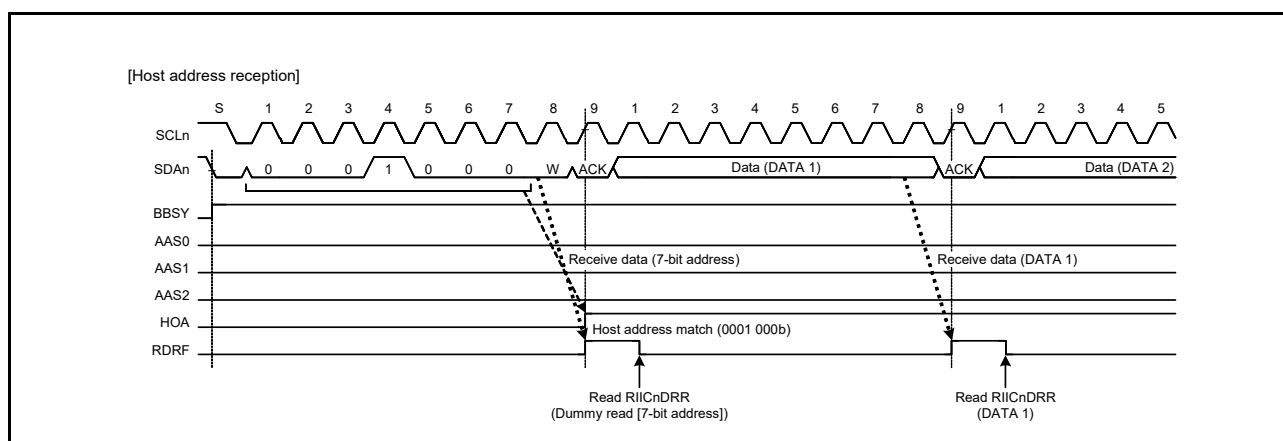 [Host address reception]
S 1 2 3 4 5 6 7 8 9 1 2 3 4 5 6 7 8 9 1 2 3 4 5
SCLn
SDAn 0 0 0 1 0 0 0 W ACK Data (DATA 1) ACK Data (DATA 2)
BBSY
AAS0
AAS1 Receive data (7-bit address) Receive data (DATA 1)
AAS2
HOA Host address match (0001 000b)
RDRF
Read RIICnDRR Read RIICnDRR
(Dummy read [7-bit address]) (DATA 1)